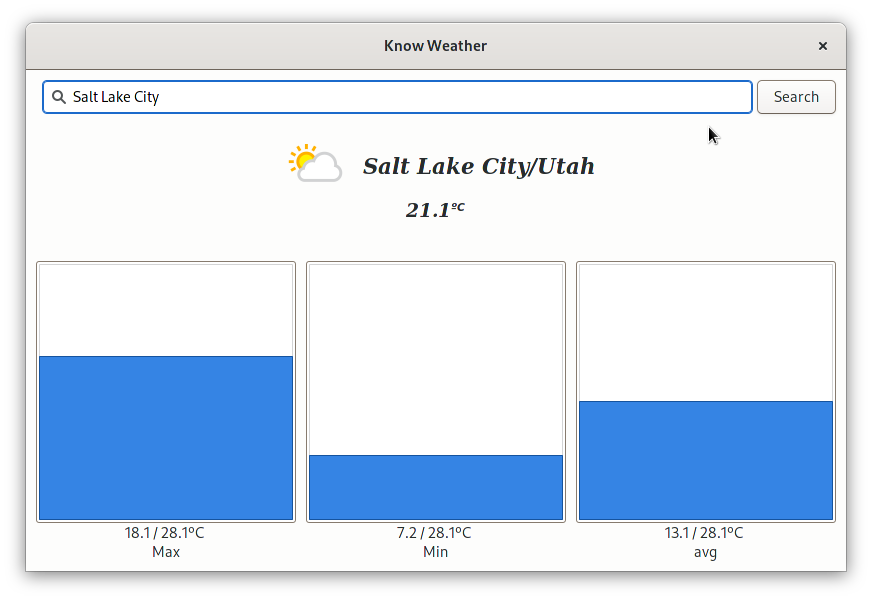 Know Weather
Salt Lake City
Search
Salt Lake City/Utah
21.1ºC
18.1 / 28.1ºC
Max
7.2 / 28.1ºC
Min
13.1 / 28.1ºC
avg